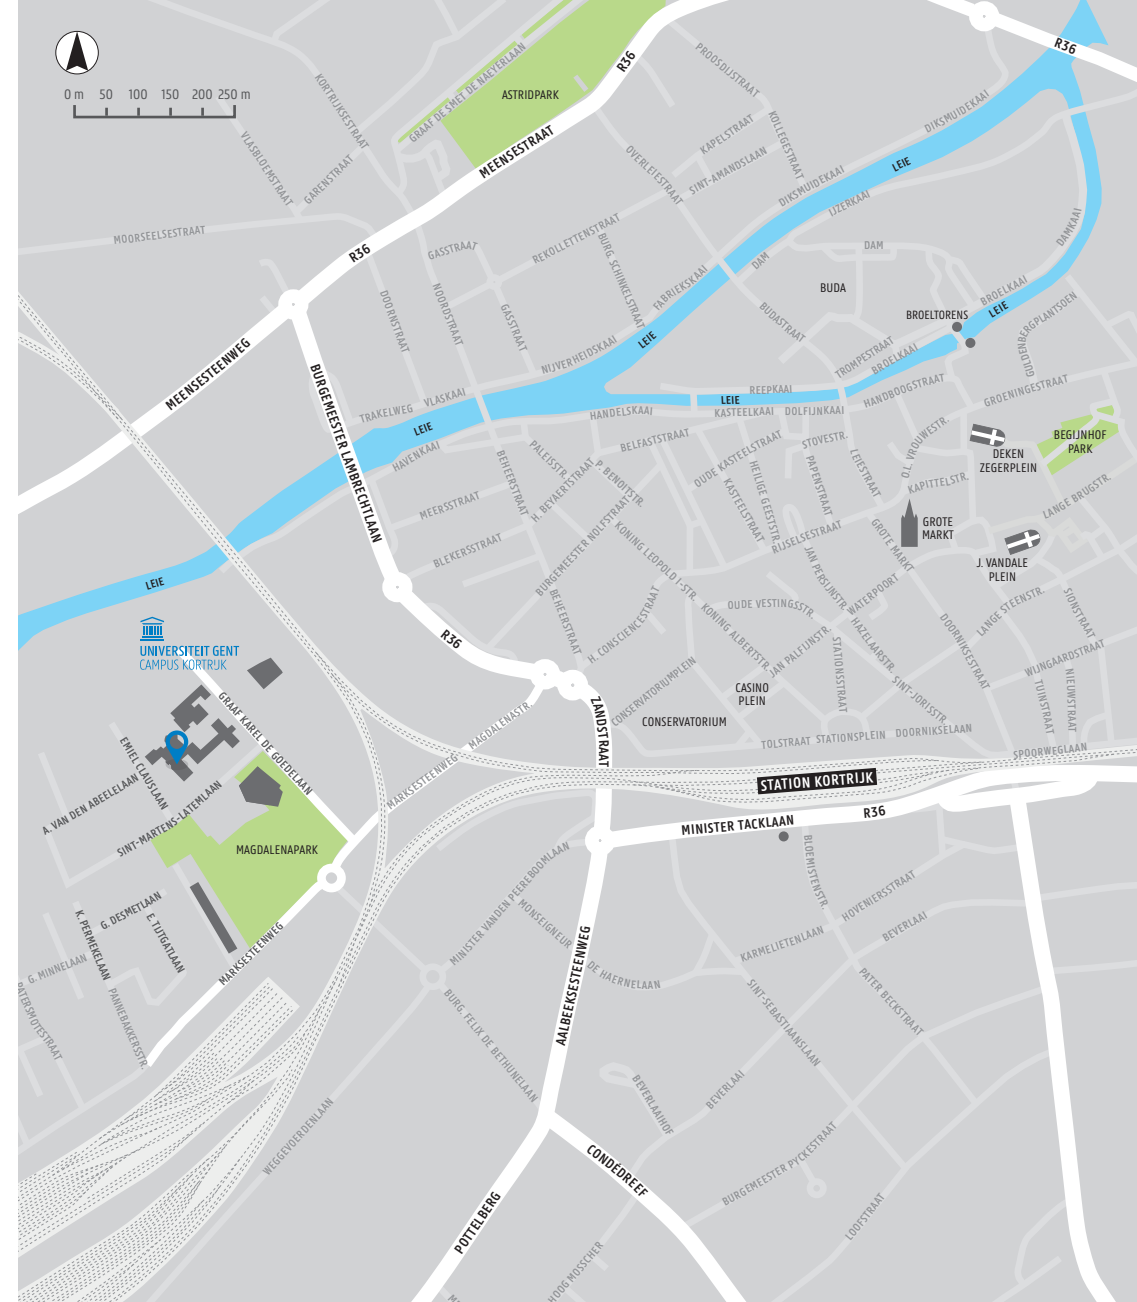 R36
R36
PROOSDIJSTRAAT
GRAAF DE SMET DE NAEYERLAAN
KORTRIJKSESTRAAT
0 m 50 100 150 200 250 m
ASTRIDPARK
DIKSMUIDEKAAI
KOLLEGESTRAAT
KAPELSTRAAT
VLASBLOEMSTRAAT
MEENSESTRAAT
GARENSTRAAT
OVERLEIESTRAAT
SINT-AMANDSLAAN
LEIE
DIKSMUIDEKAAI
IJZERKAAI
MOORSEELSESTRAAT
R36
GASSTRAAT
REKOLLETTENSTRAAT
BURG. SCHINKELSTRAAT
DAM
DAM
DAMKAAI
FABRIEKSKAAI
BUDA
BROELKAAI
LEIE
DOORNSTRAAT
NOORDSTRAAT
GASSTRAAT
BUDASTRAAT
BROELTORENS
GULDENBERGPLANTSOEN
LEIE
NIJVERHEIDSKAAI
TROMPESTRAAT
BROELKAAI
MEENSESTEENWEG
BURGEMEESTER LAMBRECHTLAAN
TRAKELWEG
VLASKAAI
REEPKAAI
LEIE
HANDBOOGSTRAAT
GROENINGESTRAAT
HANDELSKAAI
KASTEELKAAI
DOLFIJNKAAI
LEIE
HAVENKAAI
BELFASTSTRAAT
OUDE KASTEELSTRAAT
STOVESTR.
O.L. VROUWESTR.
DEKEN
ZEGERPLEIN
BEGIJNHOF
PARK
BEHEERSTRAAT
PALEISSTR.
P. BENOITSTR.
H. BEYAERTSTRAAT
HEILIGE GEESTSTR.
PAPENSTRAAT
LEIESTRAAT
KAPITTELSTR.
LANGE BRUGSTR.
MEERSSTRAAT
KASTEELSTRAAT
BLEKERSSTRAAT
BURGEMEESTER NOLFSTRAAT
KONING LEOPOLD I-STR.
RIJSELSESTRAAT
GROTE MARKT
GROTE
MARKT
J. VANDALE
PLEIN
LEIE
BEHEERSTRAAT
JAN PERSIJNSTR.
WATERPOORT
OUDE VESTINGSSTR.
LANGE STEENSTR.
SIONSTRAAT
UNIVERSITEIT GENT
CAMPUS KORTRIJK
R36
H. CONSCIENCESTRAAT
KONING ALBERTSTR.
JAN PALFIJNSTR.
HAZELAARSTR.
DOORNIKSESTRAAT
WIJNGAARDSTRAAT
STATIONSSTRAAT
SINT-JORISSTR.
TUINSTRAAT
NIEUWSTRAAT
CASINO
PLEIN
CONSERVATORIUMPLEIN
CONSERVATORIUM
GRAAF KAREL DE GOEDELAAN
MAGDALENASTR.
ZANDSTRAAT
TOLSTRAAT
STATIONSPLEIN
DOORNIKSELAAN
SPOORWEGLAAN
EMIEL CLAUSLAAN
A. VAN DEN ABEELELAAN
SINT-MARTENS-LATEMLAAN
MARKSESTEENWEG
STATION KORTRIJK
R36
MINISTER TACKLAAN
MAGDALENAPARK
BLOEMISTENSTR.
MINISTER VANDEN PEEREBOOMLAAN
HOVENIERSSTRAAT
G. DESMETLAAN
K. PERMEKELAAN
E. TIJTGATLAAN
MARKSESTEENWEG
MONSEIGNEUR
DE HAERNELAAN
KARMELIETENLAAN
BEVERLAAI
G. MINNELAAN
PATERSMOTESTRAAT
PANNEBAKKERSSTR.
AALBEEKSESTEENWEG
PATER BECKSTRAAT
SINT-SEBASTIAANSLAAN
BURG. FELIX DE BETHUNELAAN
BEVERLAAIHOF
BEVERLAAI
WEGGEVOERDENLAAN
CONDÉDREEF
BURGEMEESTER PYCKESTRAAT
POTTELBERG
LOOFSTRAAT
HOOG MOSSCHER